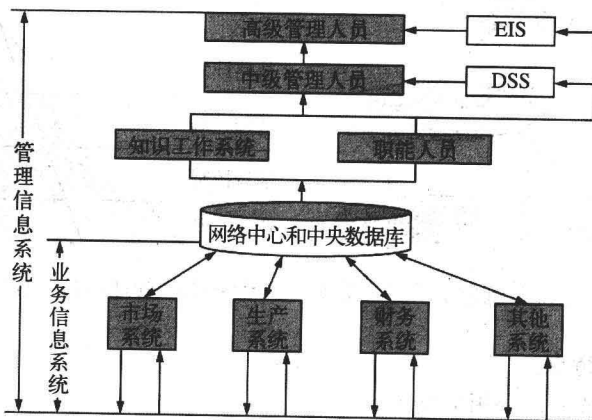 高级管理人员
EIS
中级管理人员
DSS
知识工作系统
职能人员
管理信息系统
网络中心和中央数据库
业务信息系统
市场
系统
生产
系统
财务
系统
其他
系统